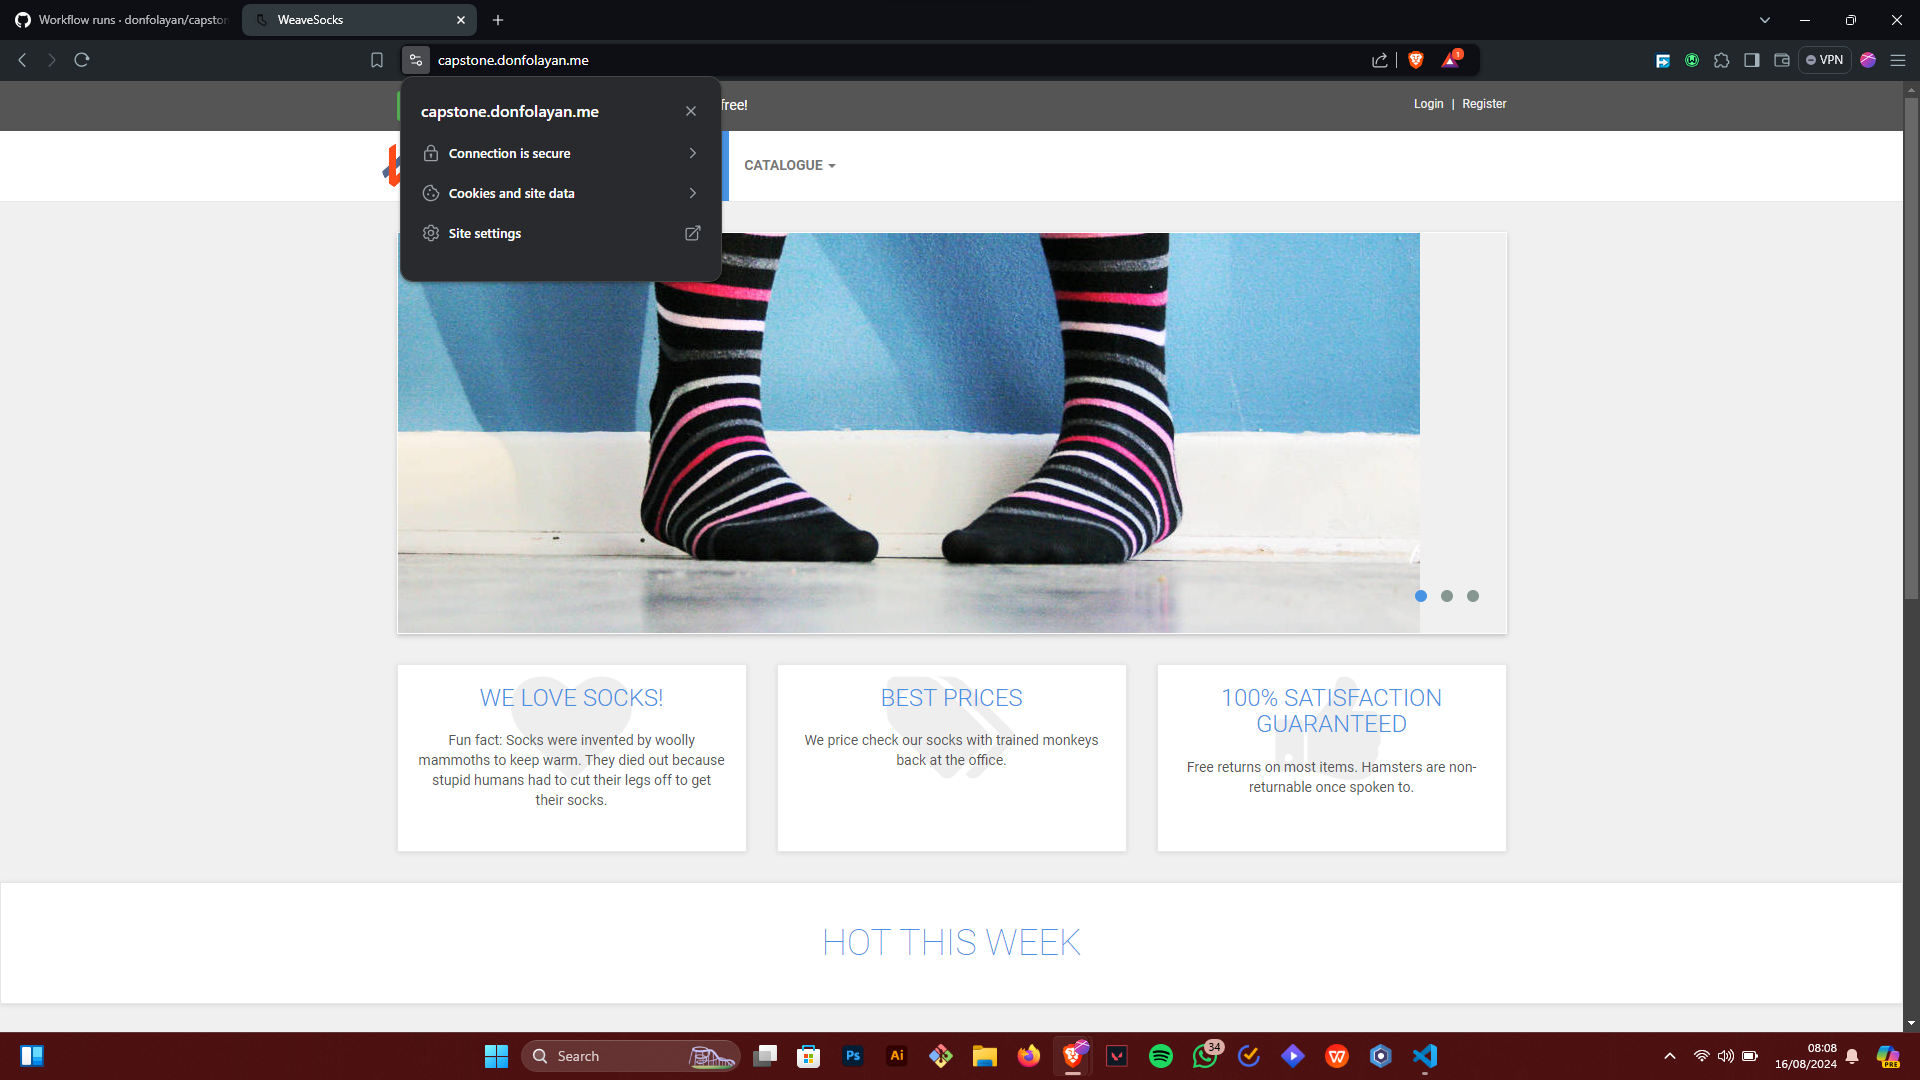 Workflow runs · donfolayan/capston
WeaveSocks
capstone.donfolayan.me
1
VPN
capstone.donfolayan.me
Connection is secure
Cookies and site data
Site settings
free!
Login | Register
CATALOGUE
WE LOVE SOCKS!
Fun fact: Socks were invented by woolly
mammoths to keep warm. They died out because
stupid humans had to cut their legs off to get
their socks.
BEST PRICES
We price check our socks with trained monkeys
back at the office.
100% SATISFACTION
GUARANTEED
Free returns on most items. Hamsters are non-
returnable once spoken to.
HOT THIS WEEK
Search
Ps
Ai
34
08:08
16/08/2024
PRE